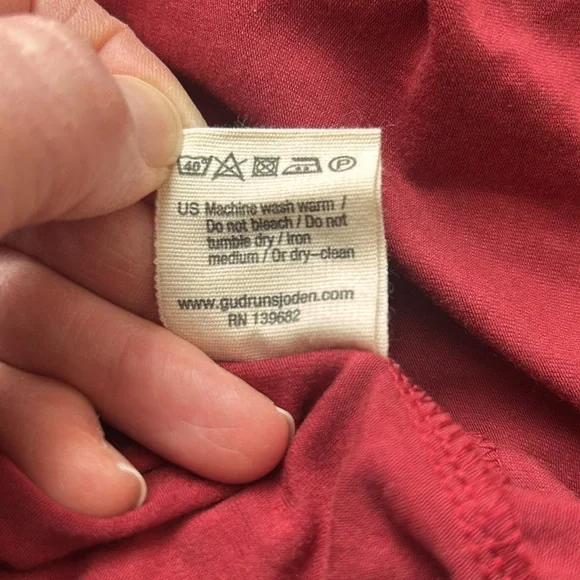 40° P
US Machine wash warm /
Do not bleach / Do not
tumble dry / Iron
medium / Or dry-clean
www.gudrunsjoden.com
RN 139682